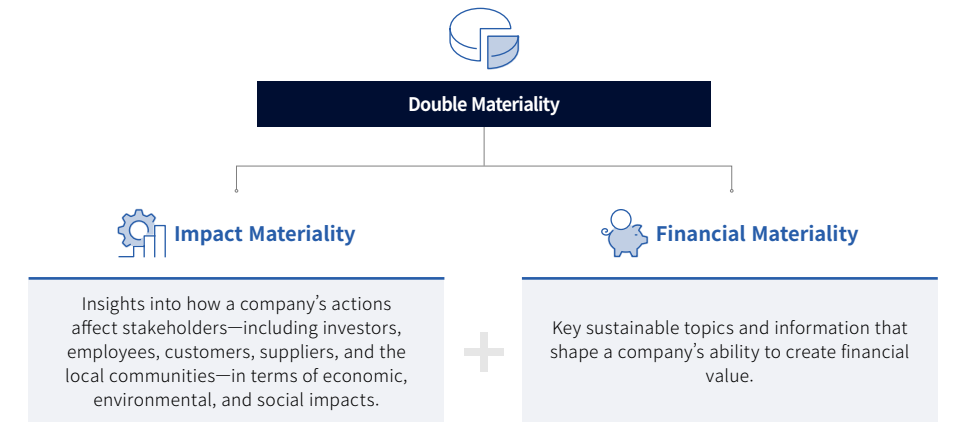 Double Materiality
Impact Materiality
Insights into how a company’s actions
affect stakeholders—including investors,
employees, customers, suppliers, and the
local communities—in terms of economic,
environmental, and social impacts.
Financial Materiality
Key sustainable topics and information that
shape a company’s ability to create financial
value.